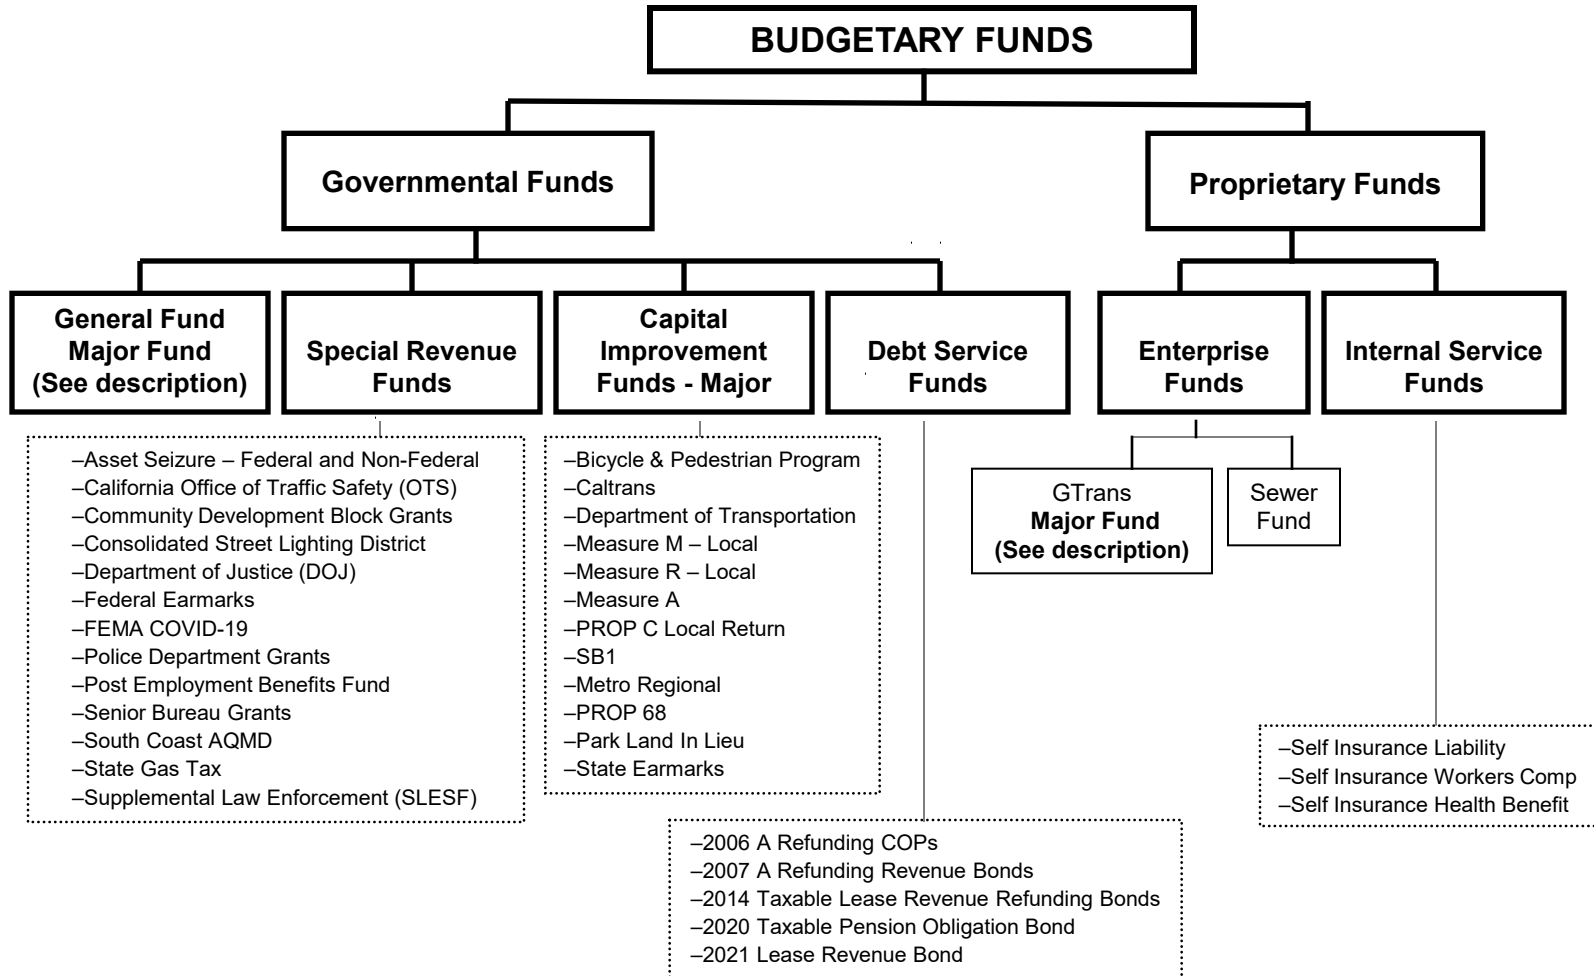 BUDGETARY FUNDS
Governmental Funds
Proprietary Funds
General Fund
Major Fund
(See description)
Special Revenue
Funds
Capital
Improvement
Funds - Major
Debt Service
Funds
Enterprise
Funds
Internal Service
Funds
–Asset Seizure – Federal and Non-Federal
–California Office of Traffic Safety (OTS)
–Community Development Block Grants
–Consolidated Street Lighting District
–Department of Justice (DOJ)
–Federal Earmarks
–FEMA COVID-19
–Police Department Grants
–Post Employment Benefits Fund
–Senior Bureau Grants
–South Coast AQMD
–State Gas Tax
–Supplemental Law Enforcement (SLESF)
–Bicycle & Pedestrian Program
–Caltrans
–Department of Transportation
–Measure M – Local
–Measure R – Local
–Measure A
–PROP C Local Return
–SB1
–Metro Regional
–PROP 68
–Park Land In Lieu
–State Earmarks
–2006 A Refunding COPs
–2007 A Refunding Revenue Bonds
–2014 Taxable Lease Revenue Refunding Bonds
–2020 Taxable Pension Obligation Bond
–2021 Lease Revenue Bond
GTrans
Major Fund
(See description)
Sewer
Fund
–Self Insurance Liability
–Self Insurance Workers Comp
–Self Insurance Health Benefit